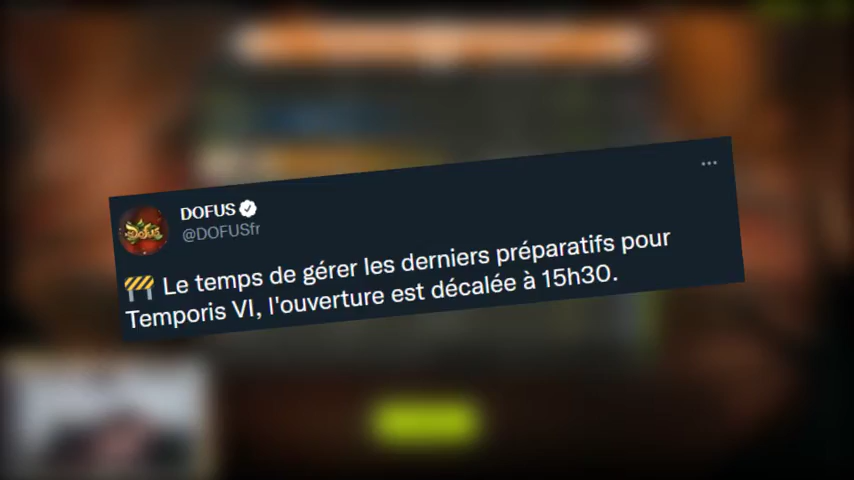 DOFUS
@DOFUSfr
🚧 Le temps de gérer les derniers préparatifs pour
Temporis VI, l'ouverture est décalée à 15h30.